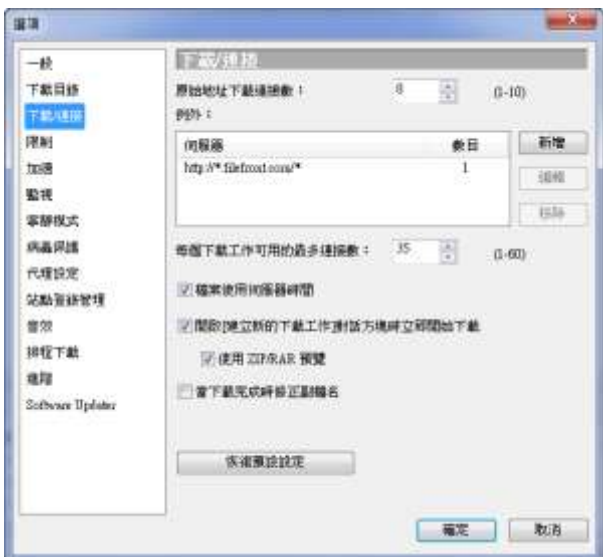 選項
一般
下載目錄
下載/連接
限制
加速
監視
寧靜模式
病毒保護
代理設定
站點登錄管理
音效
排程下載
進階
Software Updater
下載/連接
原始地址下載連接數： 8 (1-10)
例外：
伺服器 數目
http://*.filefront.com/* 1
新增
編輯
移除
每個下載工作可用的最多連接數： 35 (1-60)
檔案使用伺服器時間
開啟[建立新的下載工作]對話方塊時立即開始下載
使用 ZIP/RAR 預覽
當下載完成時修正副檔名
恢復預設設定
確定
取消